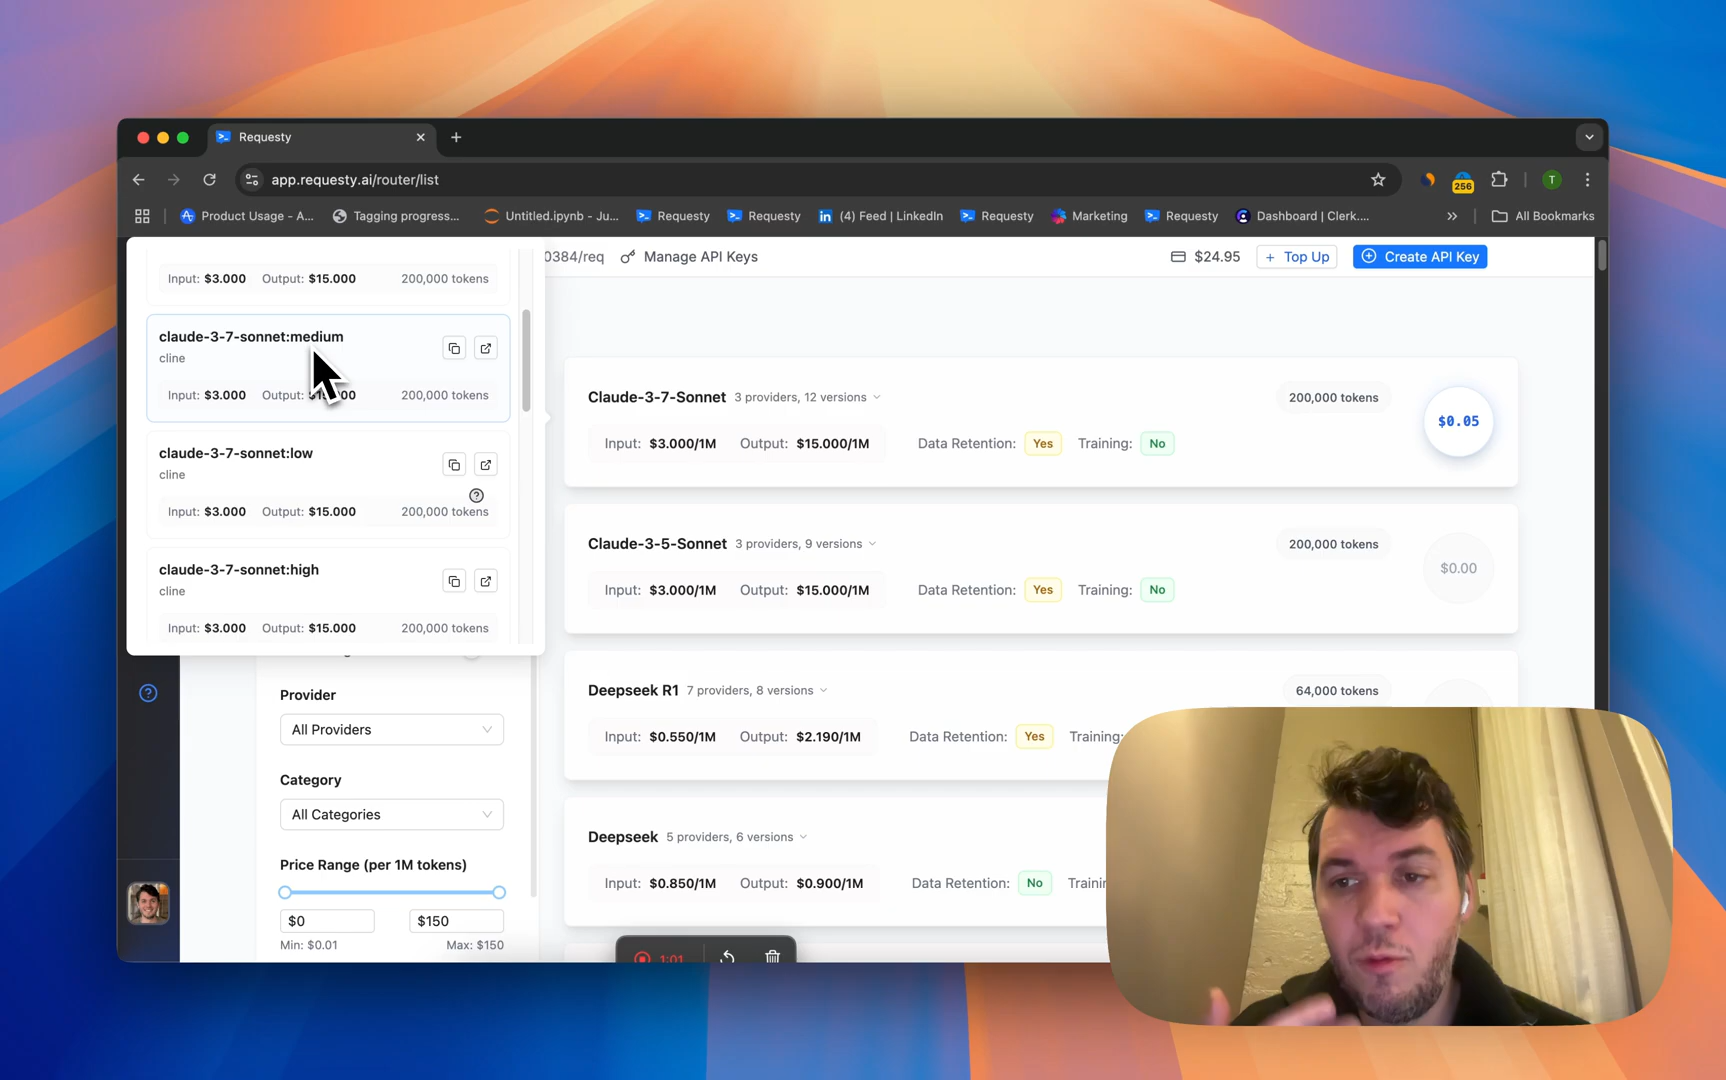 Requesty
app.requesty.ai/router/list
256
T
Product Usage - A...
Tagging progress...
Untitled.ipynb - Ju...
Requesty
Requesty
(4) Feed | LinkedIn
Requesty
Marketing
Requesty
Dashboard | Clerk....
All Bookmarks
0384/req
Manage API Keys
$24.95
+ Top Up
Create API Key
Input: $3.000 Output: $15.000 200,000 tokens
claude-3-7-sonnet:medium
cline
Input: $3.000 Output: 000 200,000 tokens
claude-3-7-sonnet:low
cline
Input: $3.000 Output: $15.000 200,000 tokens
claude-3-7-sonnet:high
cline
Input: $3.000 Output: $15.000 200,000 tokens
Provider
All Providers
Category
All Categories
Price Range (per 1M tokens)
$0
$150
Min: $0.01
Max: $150
Claude-3-7-Sonnet 3 providers, 12 versions
200,000 tokens
$0.05
Input: $3.000/1M Output: $15.000/1M Data Retention: Yes Training: No
Claude-3-5-Sonnet 3 providers, 9 versions
200,000 tokens
$0.00
Input: $3.000/1M Output: $15.000/1M Data Retention: Yes Training: No
Deepseek R1 7 providers, 8 versions
64,000 tokens
Input: $0.550/1M Output: $2.190/1M Data Retention: Yes Training:
Deepseek 5 providers, 6 versions
Input: $0.850/1M Output: $0.900/1M Data Retention: No Trainin
1:01